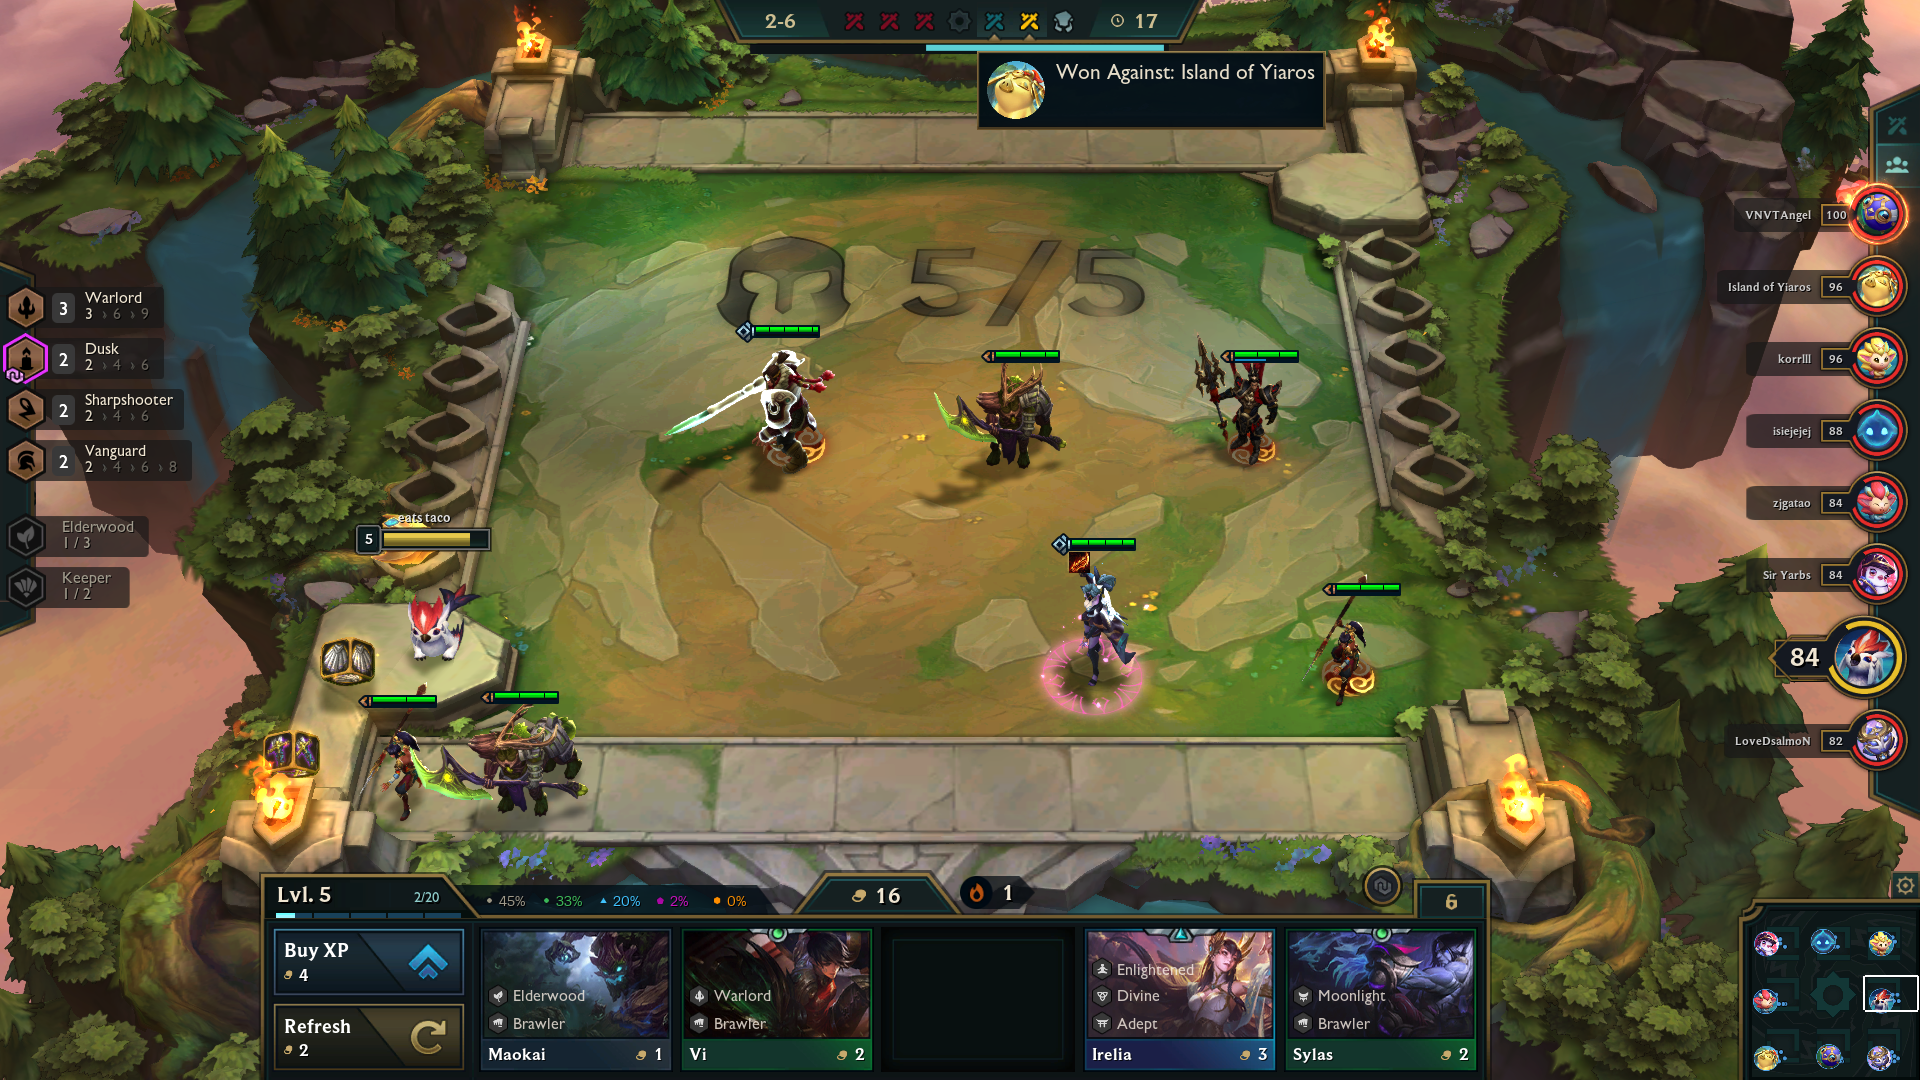 2-6
17
Won Against: Island of Yiaros
5/5
3
Warlord
3 › 6 › 9
2
Dusk
2 › 4 › 6
2
Sharpshooter
2 › 4 › 6
2
Vanguard
2 › 4 › 6 › 8
Elderwood
1 / 3
Keeper
1 / 2
VNVTAngel 100
Island of Yiaros 96
korrlll 96
isiejejej 88
zjgatao 84
Sir Yarbs 84
84
LoveDsalmoN 82
eats taco
5
Lvl. 5
2/20
45%
33%
20%
2%
0%
16
1
6
Buy XP
4
Refresh
2
Elderwood
Brawler
Maokai 1
Warlord
Brawler
Vi 2
Enlightened
Divine
Adept
Irelia 3
Moonlight
Brawler
Sylas 2